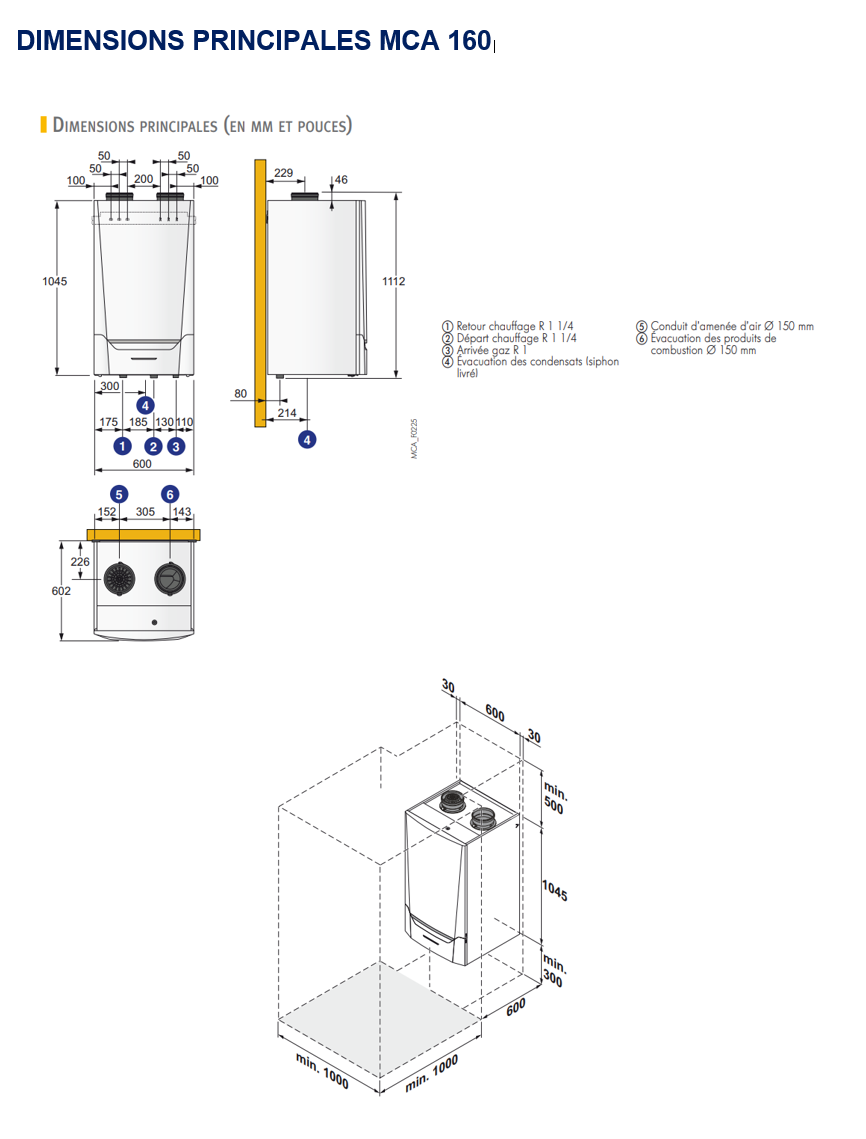 DIMENSIONS PRINCIPALES MCA 160
DIMENSIONS PRINCIPALES (EN MM ET POUCES)
50 50
50 50
100 200 100
1045
300
4
175 185 130 110
1 2 3
600
229
46
1112
80
214
4
MCA_F0225
① Retour chauffage R 1 1/4
② Départ chauffage R 1 1/4
③ Arrivée gaz R 1
④ Évacuation des condensats (siphon
livré)
⑤ Conduit d'amenée d'air Ø 150 mm
⑥ Évacuation des produits de
combustion Ø 150 mm
5 6
152 305 143
226
602
30
600
30
min.
500
1045
min.
300
600
min. 1000
min. 1000